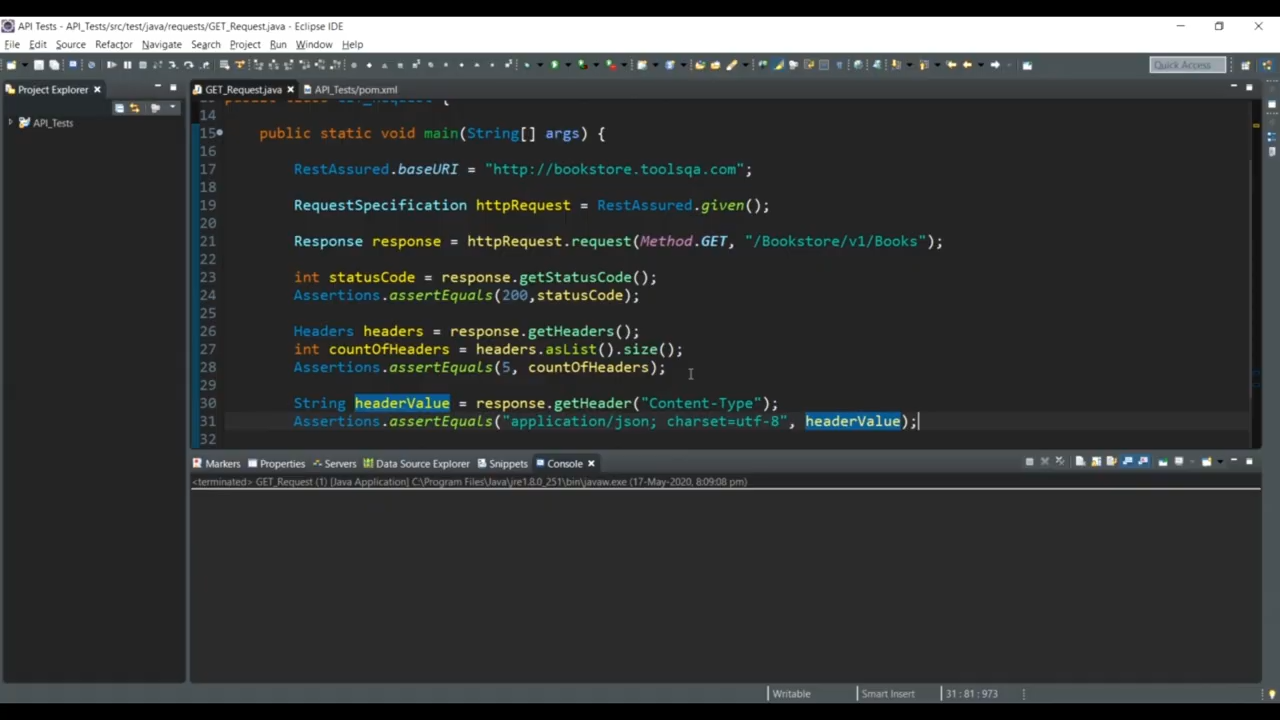 API Tests - API_Tests/src/test/java/requests/GET_Request.java - Eclipse IDE
File Edit Source Refactor Navigate Search Project Run Window Help
Quick Access
Project Explorer
GET_Request.java API_Tests/pom.xml
API_Tests
14
15 public static void main(String[] args) {
16
17 RestAssured.baseURI = "http://bookstore.toolsqa.com";
18
19 RequestSpecification httpRequest = RestAssured.given();
20
21 Response response = httpRequest.request(Method.GET, "/Bookstore/v1/Books");
22
23 int statusCode = response.getStatusCode();
24 Assertions.assertEquals(200,statusCode);
25
26 Headers headers = response.getHeaders();
27 int countOfHeaders = headers.asList().size();
28 Assertions.assertEquals(5, countOfHeaders);
29
30 String headerValue = response.getHeader("Content-Type");
31 Assertions.assertEquals("application/json; charset=utf-8", headerValue);
32
Markers Properties Servers Data Source Explorer Snippets Console
<terminated> GET_Request (1) [Java Application] C:\Program Files\Java\jre1.8.0_251\bin\javaw.exe (17-May-2020, 8:09:08 pm)
Writable Smart Insert 31 : 81 : 973